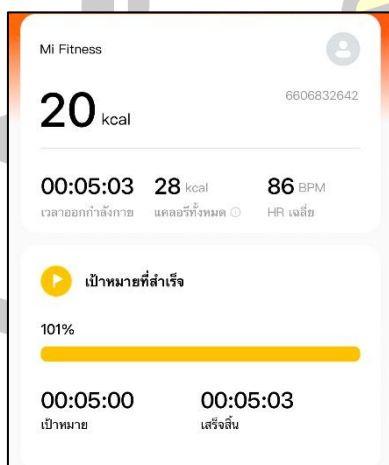 Mi Fitness
20 kcal
6606832642
00:05:03 28 kcal 86 BPM
เวลาออกกำลังกาย แคลอรีทั้งหมด HR เฉลี่ย
เป้าหมายที่สำเร็จ
101%
00:05:00 00:05:03
เป้าหมาย เสร็จสิ้น